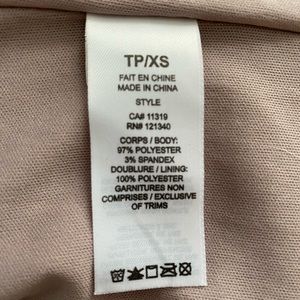 TP/XS
FAIT EN CHINE
MADE IN CHINA
STYLE
CA# 11319
RN# 121340
CORPS / BODY:
97% POLYESTER
3% SPANDEX
DOUBLURE / LINING:
100% POLYESTER
GARNITURES NON
COMPRISES / EXCLUSIVE
OF TRIMS